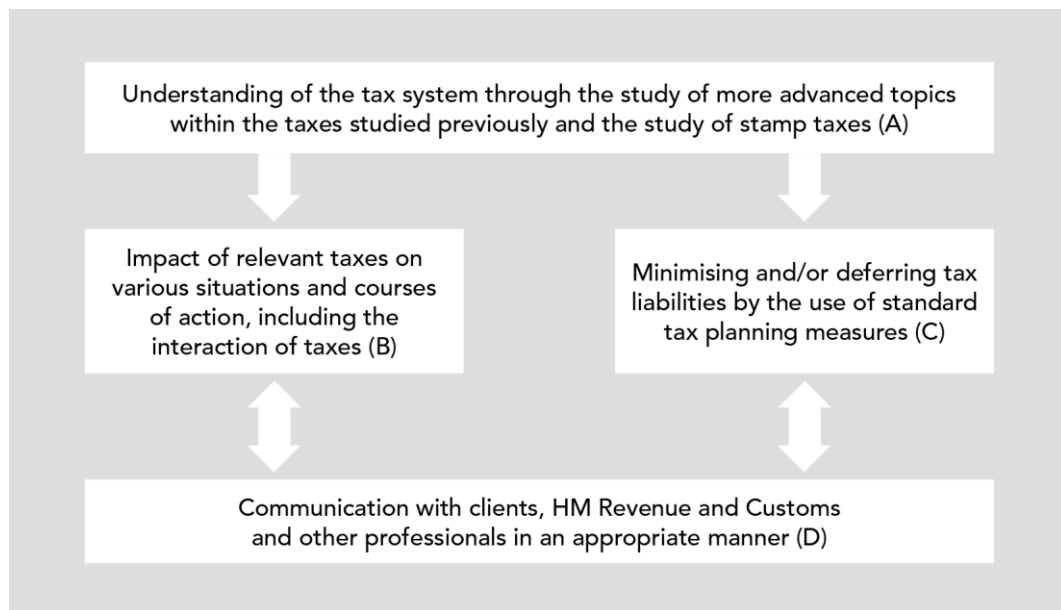 Understanding of the tax system through the study of more advanced topics
within the taxes studied previously and the study of stamp taxes (A)
Impact of relevant taxes on
various situations and courses
of action, including the
interaction of taxes (B)
Minimising and/or deferring tax
liabilities by the use of standard
tax planning measures (C)
Communication with clients, HM Revenue and Customs
and other professionals in an appropriate manner (D)